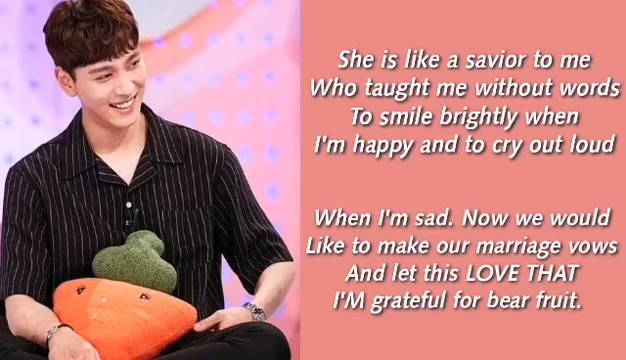 She is like a savior to me
Who taught me without words
To smile brightly when
I'm happy and to cry out loud
When I'm sad. Now we would
Like to make our marriage vows
And let this LOVE THAT
I'M grateful for bear fruit.